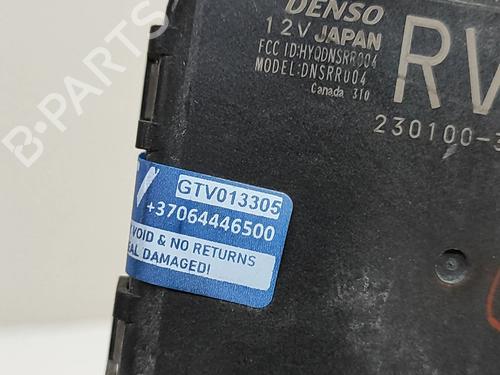 DENSO
12V JAPAN
FCC ID:HYQDNSRR004
MODEL:DNSRR004
Canada 310
RV
230100-3
GTV013305
+37064446500
VOID & NO RETURNS
DAMAGED!
B-Parts